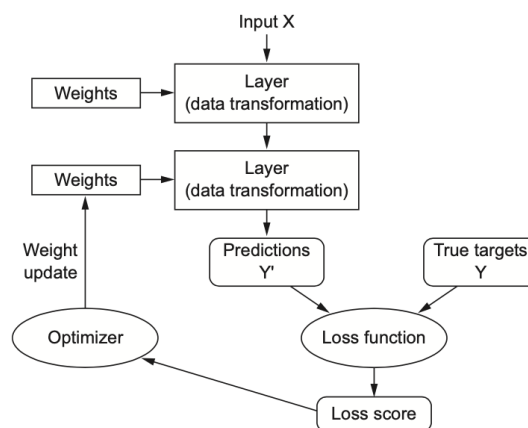 Input X
Layer
(data transformation)
Weights
Layer
(data transformation)
Weights
Weight
update
Predictions
Y'
True targets
Y
Optimizer
Loss function
Loss score